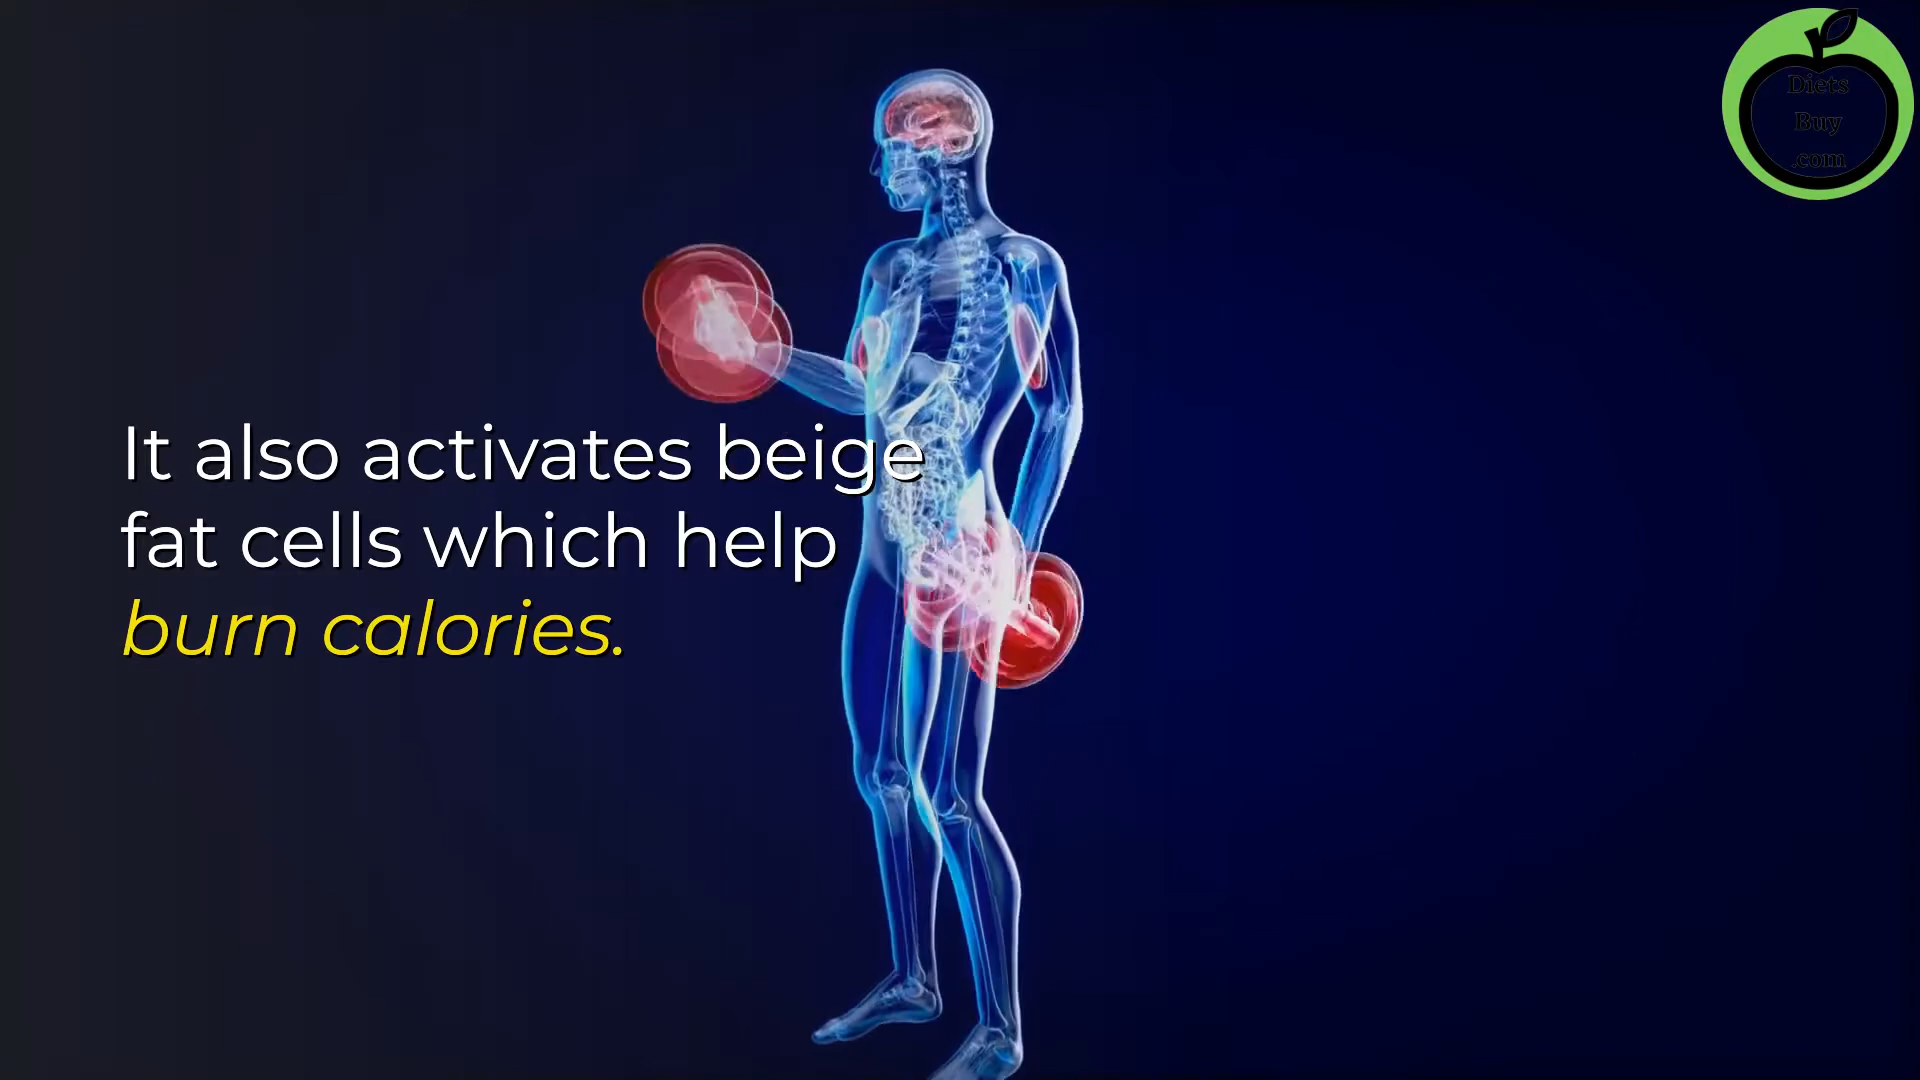 Diets
Buy
.com
It also activates beige
fat cells which help
burn calories.